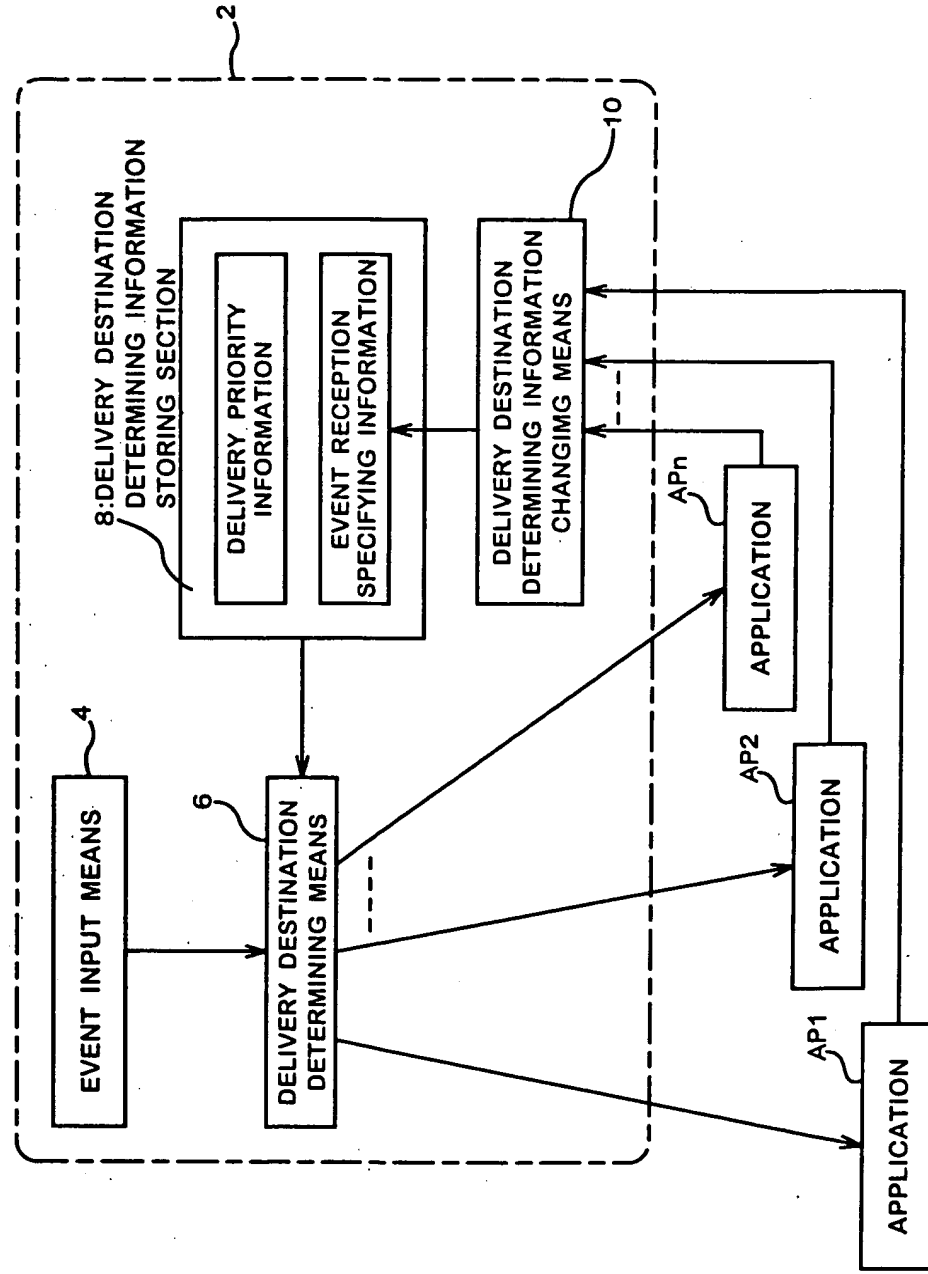 2
4
EVENT INPUT MEANS
8:DELIVERY DESTINATION
DETERMINING INFORMATION
STORING SECTION
DELIVERY PRIORITY
INFORMATION
EVENT RECEPTION
SPECIFYING INFORMATION
6
DELIVERY DESTINATION
DETERMINING MEANS
10
DELIVERY DESTINATION
DETERMINING INFORMATION
CHANGIMG MEANS
APn
APPLICATION
AP2
APPLICATION
AP1
APPLICATION